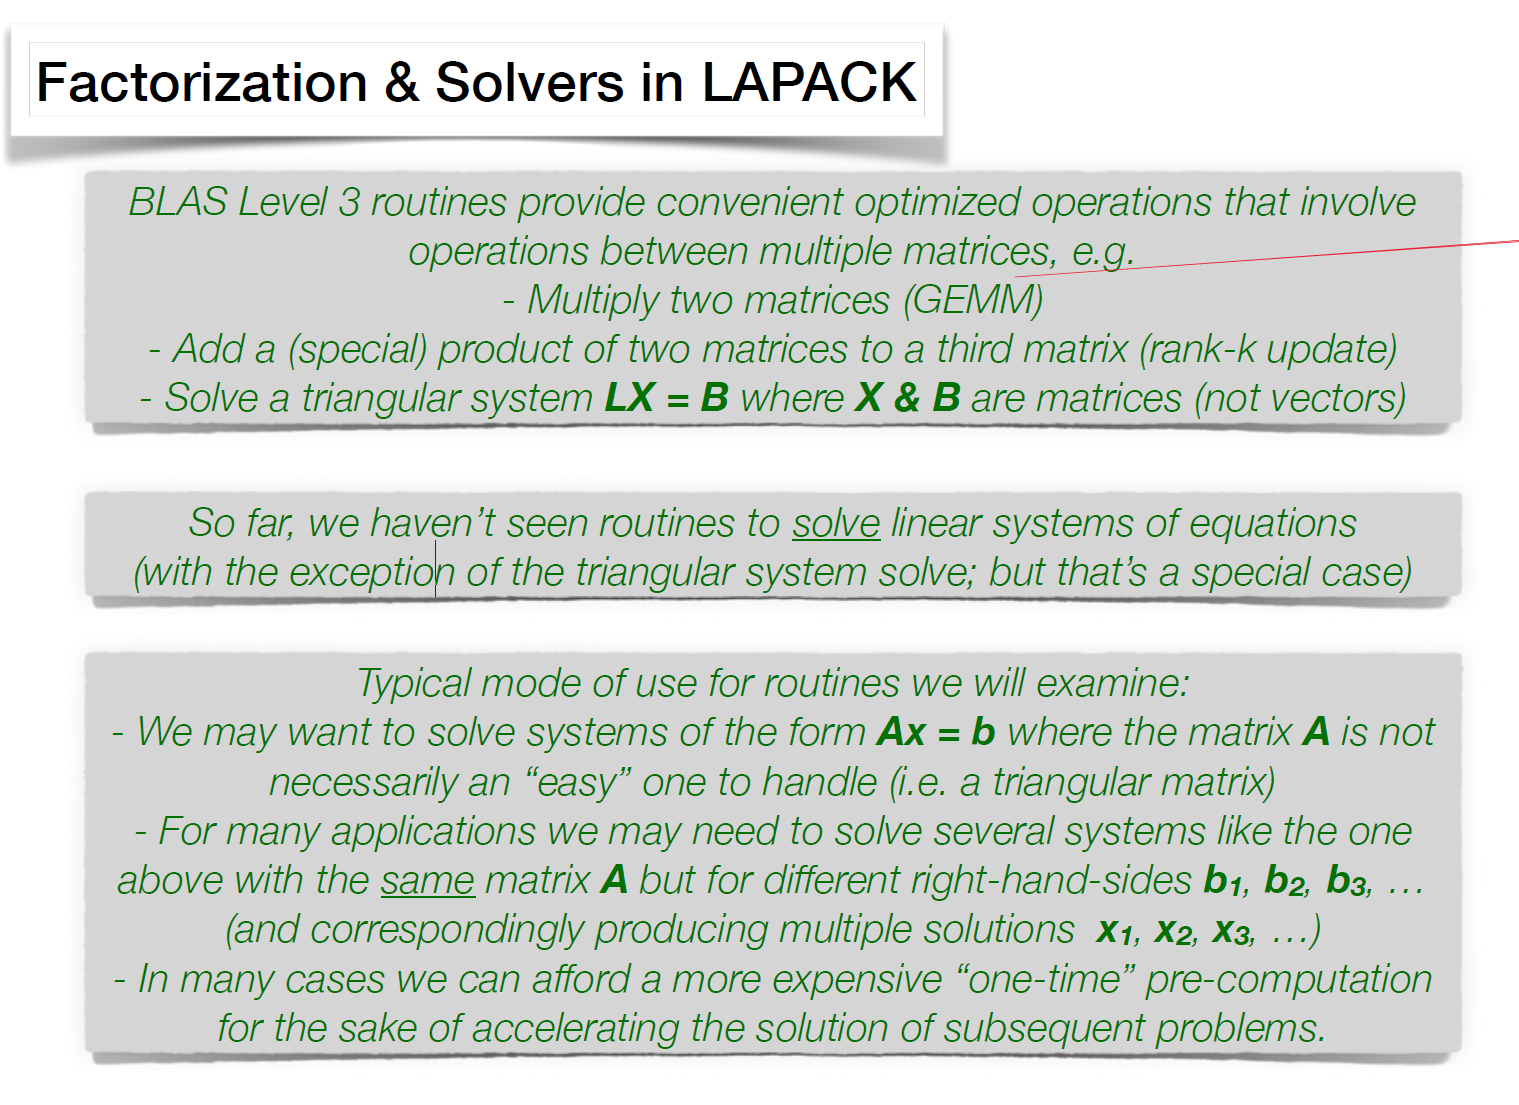 Factorization & Solvers in LAPACK
BLAS Level 3 routines provide convenient optimized operations that involve
operations between multiple matrices, e.g.
- Multiply two matrices (GEMM)
- Add a (special) product of two matrices to a third matrix (rank-k update)
- Solve a triangular system LX = B where X & B are matrices (not vectors)
So far, we haven’t seen routines to solve linear systems of equations
(with the exception of the triangular system solve; but that’s a special case)
Typical mode of use for routines we will examine:
- We may want to solve systems of the form Ax = b where the matrix A is not
necessarily an “easy” one to handle (i.e. a triangular matrix)
- For many applications we may need to solve several systems like the one
above with the same matrix A but for different right-hand-sides b₁, b₂, b₃, …
(and correspondingly producing multiple solutions x₁, x₂, x₃, …)
- In many cases we can afford a more expensive “one-time” pre-computation
for the sake of accelerating the solution of subsequent problems.